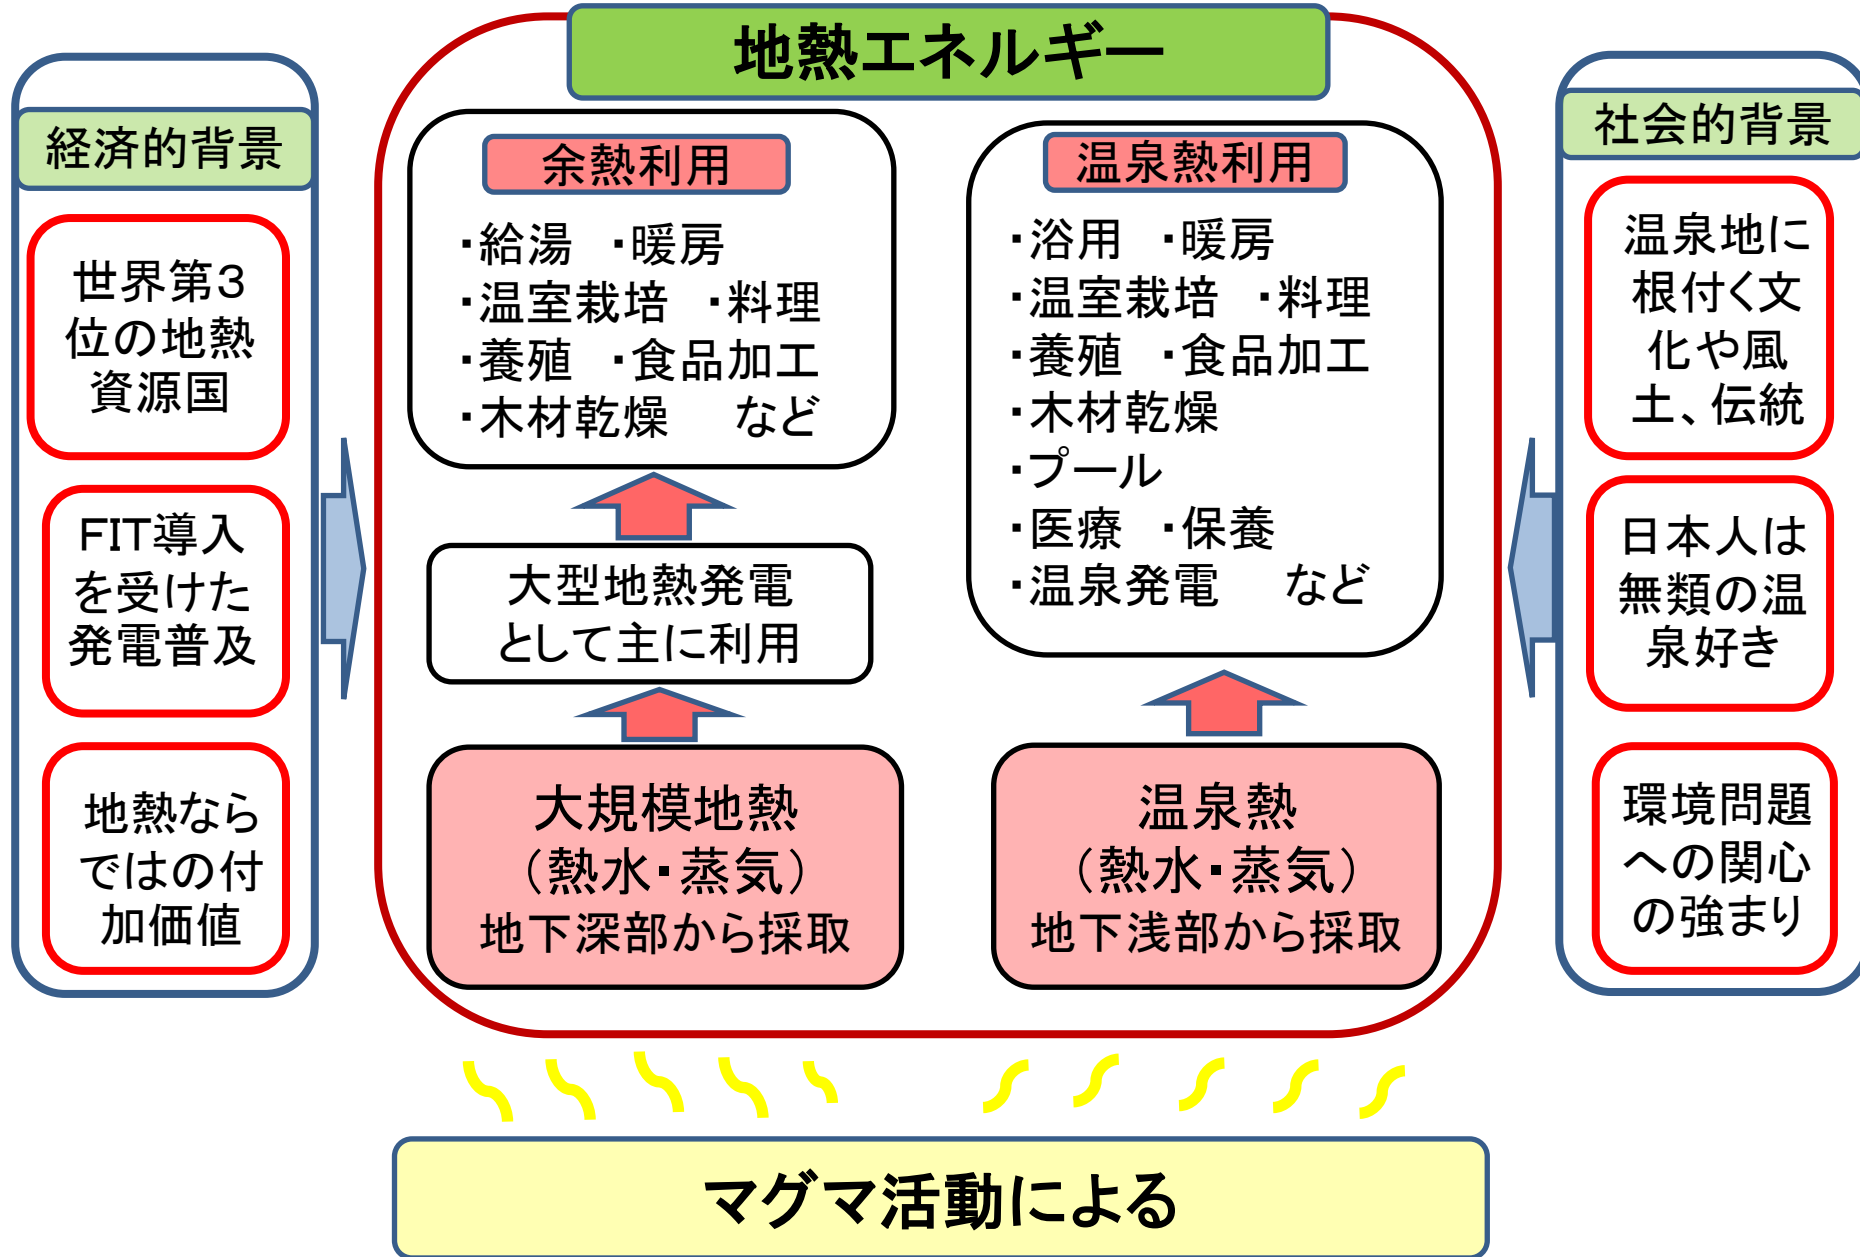 地熱エネルギー
経済的背景
世界第3
位の地熱
資源国
FIT導入
を受けた
発電普及
地熱なら
ではの付
加価値
余熱利用
・給湯　・暖房
・温室栽培　・料理
・養殖　・食品加工
・木材乾燥　など
大型地熱発電
として主に利用
大規模地熱
（熱水・蒸気）
地下深部から採取
温泉熱利用
・浴用　・暖房
・温室栽培　・料理
・養殖　・食品加工
・木材乾燥
・プール
・医療　・保養
・温泉発電　など
温泉熱
（熱水・蒸気）
地下浅部から採取
社会的背景
温泉地に
根付く文
化や風
土、伝統
日本人は
無類の温
泉好き
環境問題
への関心
の強まり
マグマ活動による